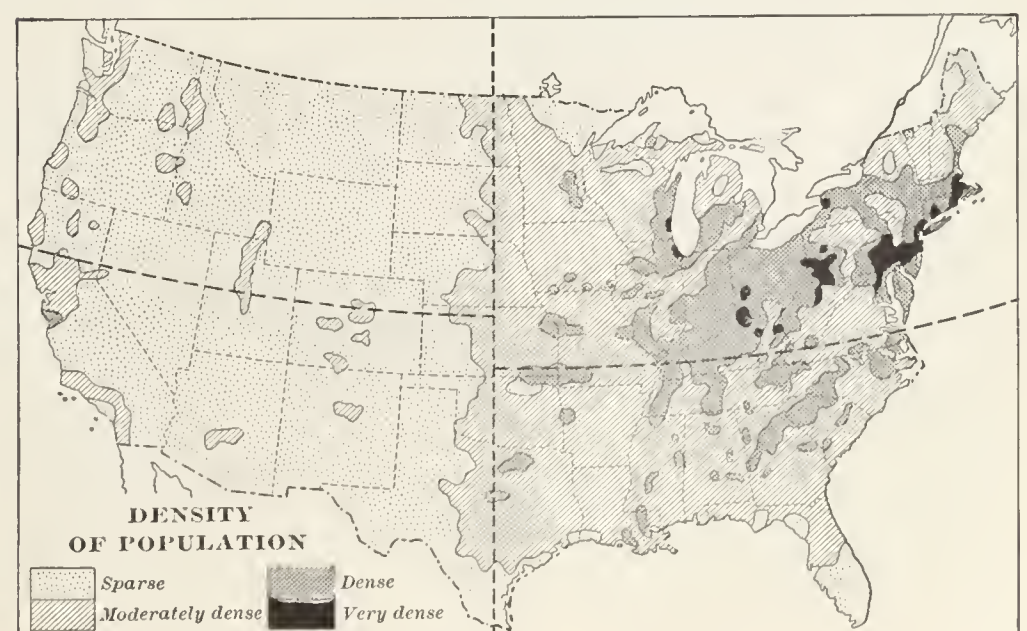 DENSITY
OF POPULATION
Sparse
Dense
Moderately dense
Very dense